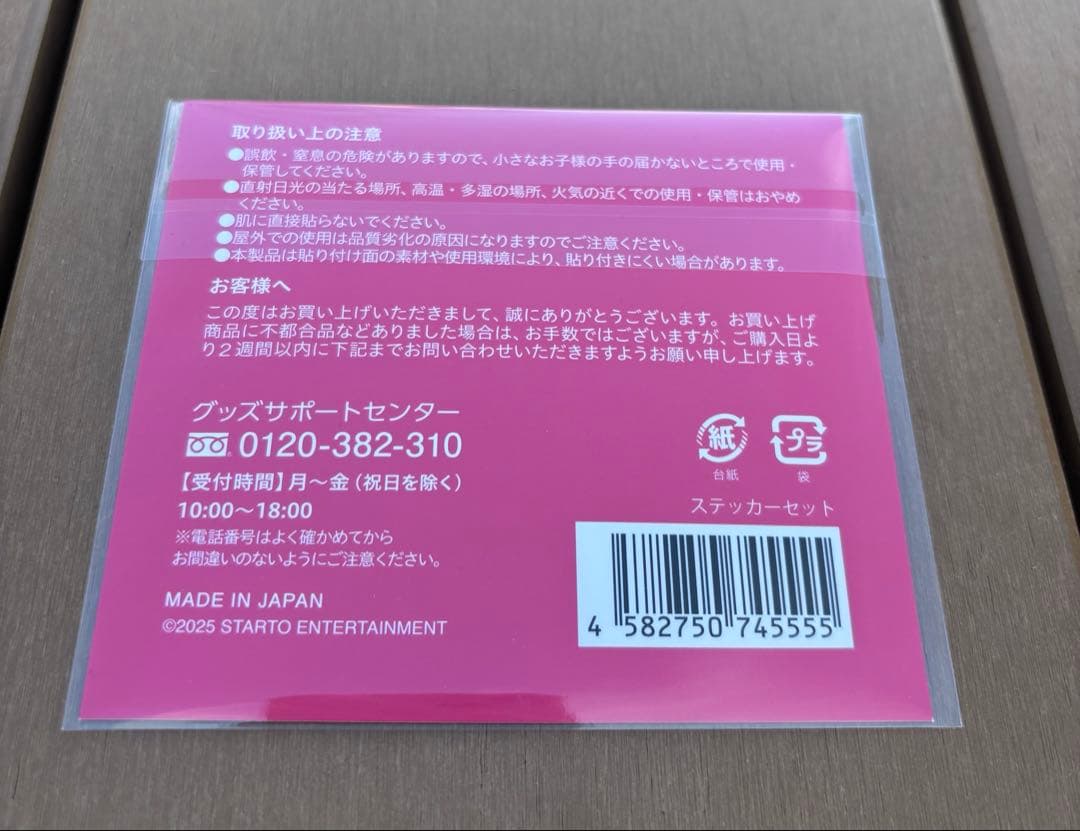 取り扱い上の注意
●誤飲・窒息の危険がありますので、小さなお子様の手の届かないところで使用・
保管してください。
●直射日光の当たる場所、高温・多湿の場所、火気の近くでの使用・保管はおやめ
ください。
●肌に直接貼らないでください。
●屋外での使用は品質劣化の原因になりますのでご注意ください。
●本製品は貼り付け面の素材や使用環境により、貼り付きにくい場合があります。
お客様へ
この度はお買い上げいただきまして、誠にありがとうございます。お買い上げ
商品に不都合品などありました場合は、お手数ではございますが、ご購入日よ
り2週間以内に下記までお問い合わせいただきますようお願い申し上げます。
グッズサポートセンター
0120-382-310
【受付時間】月〜金（祝日を除く）
10:00〜18:00
※電話番号はよく確かめてから
お間違いのないようにご注意ください。
MADE IN JAPAN
©2025 STARTO ENTERTAINMENT
紙 プラ
台紙 袋
ステッカーセット
4 582750 745555